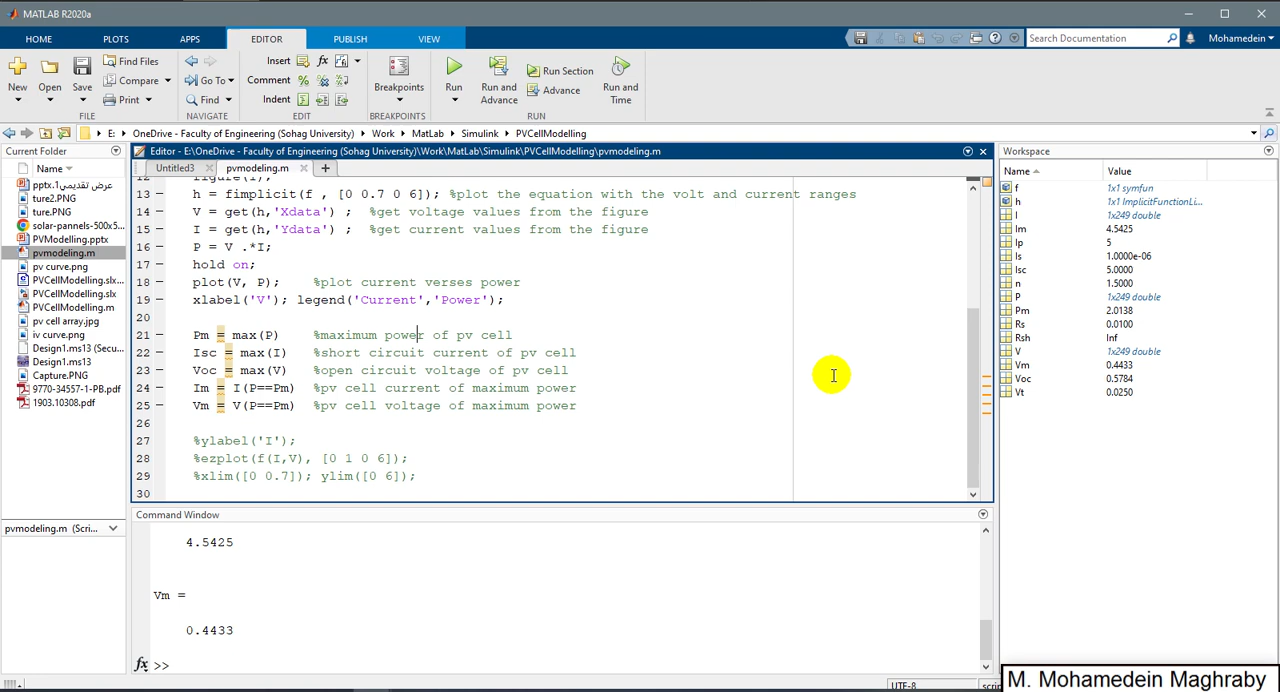 MATLAB R2020a
HOME PLOTS APPS EDITOR PUBLISH VIEW
Search Documentation
Mohamedein
New
Open
Save
Find Files
Compare
Print
FILE
Go To
Find
NAVIGATE
Insert
Comment
Indent
EDIT
Breakpoints
BREAKPOINTS
Run
Run and Advance
Run Section
Advance
Run and Time
RUN
E: ▸ OneDrive - Faculty of Engineering (Sohag University) ▸ Work ▸ MatLab ▸ Simulink ▸ PVCellModelling
Current Folder
Name
عرض تقديمي1.pptx
ture2.PNG
ture.PNG
solar-pannels-500x5...
PVModelling.pptx
pvmodeling.m
pv curve.png
PVCellModelling.slx...
PVCellModelling.slx
PVCellModelling.m
pv cell array.jpg
iv curve.png
Design1.ms13 (Secu...
Design1.ms13
Capture.PNG
9770-34557-1-PB.pdf
1903.10308.pdf
pvmodeling.m (Scri...
Editor - E:\OneDrive - Faculty of Engineering (Sohag University)\Work\MatLab\Simulink\PVCellModelling\pvmodeling.m
Untitled3 pvmodeling.m
12 figure(1);
13 h = fimplicit(f , [0 0.7 0 6]); %plot the equation with the volt and current ranges
14 V = get(h,'Xdata') ; %get voltage values from the figure
15 I = get(h,'Ydata') ; %get current values from the figure
16 P = V .*I;
17 hold on;
18 plot(V, P); %plot current verses power
19 xlabel('V'); legend('Current','Power');
20
21 Pm = max(P) %maximum power of pv cell
22 Isc = max(I) %short circuit current of pv cell
23 Voc = max(V) %open circuit voltage of pv cell
24 Im = I(P==Pm) %pv cell current of maximum power
25 Vm = V(P==Pm) %pv cell voltage of maximum power
26
27 %ylabel('I');
28 %ezplot(f(I,V), [0 1 0 6]);
29 %xlim([0 0.7]); ylim([0 6]);
30
Command Window
4.5425
Vm =
0.4433
fx >>
Workspace
Name Value
f 1x1 symfun
h 1x1 ImplicitFunctionLi...
I 1x249 double
Im 4.5425
Ip 5
Is 1.0000e-06
Isc 5.0000
n 1.5000
P 1x249 double
Pm 2.0138
Rs 0.0100
Rsh Inf
V 1x249 double
Vm 0.4433
Voc 0.5784
Vt 0.0250
UTF-8
scri
M. Mohamedein Maghraby